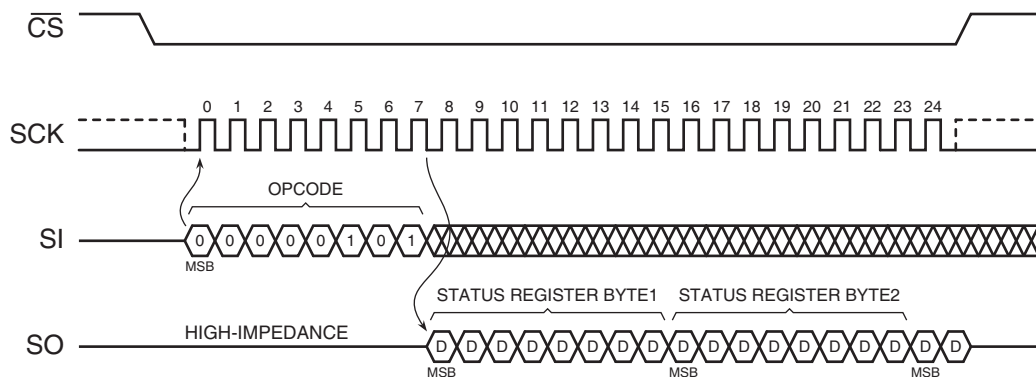 C̅S̅
0 1 2 3 4 5 6 7 8 9 10 11 12 13 14 15 16 17 18 19 20 21 22 23 24
SCK
OPCODE
SI 0 0 0 0 0 1 0 1
MSB
STATUS REGISTER BYTE1 STATUS REGISTER BYTE2
HIGH-IMPEDANCE
SO D D D D D D D D D D D D D D D D D D
MSB MSB MSB